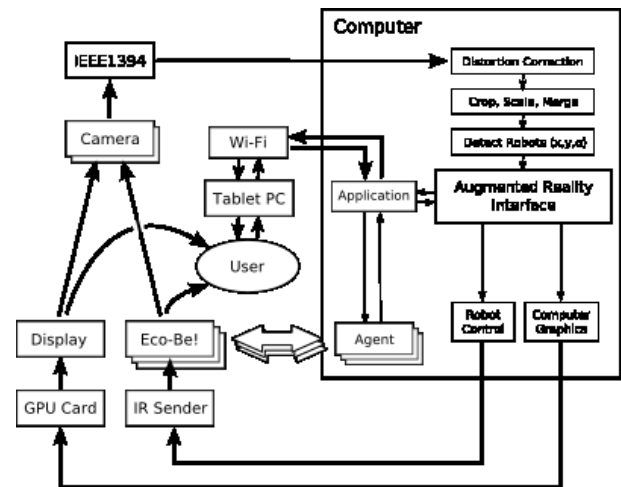 Computer
IEEE1394
Distortion Correction
Crop, Scale, Merge
Camera
Wi-Fi
Detect Robots (x,y,α)
Tablet PC
Application
Augmented Reality
Interface
User
Display
Eco-Be!
Agent
Robot
Control
Computer
Graphics
GPU Card
IR Sender